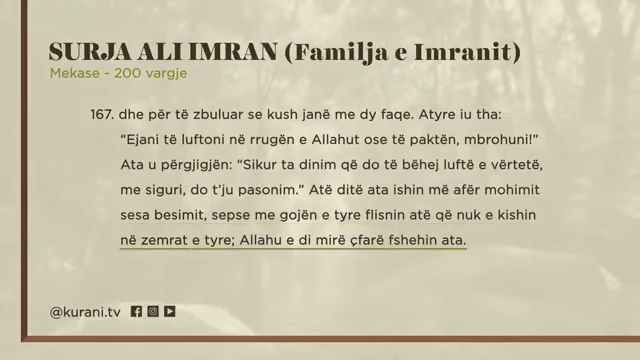 SURJA ALI IMRAN (Familja e Imranit)
Mekase - 200 vargje
167. dhe për të zbuluar se kush janë me dy faqe. Atyre iu tha:
“Ejani të luftoni në rrugën e Allahut ose të paktën, mbrohuni!”
Ata u përgjigjën: “Sikur ta dinim që do të bëhej luftë e vërtetë,
me siguri, do t’ju pasonim.” Atë ditë ata ishin më afër mohimit
sesa besimit, sepse me gojën e tyre flisnin atë që nuk e kishin
në zemrat e tyre; Allahu e di mirë çfarë fshehin ata.
@kurani.tv